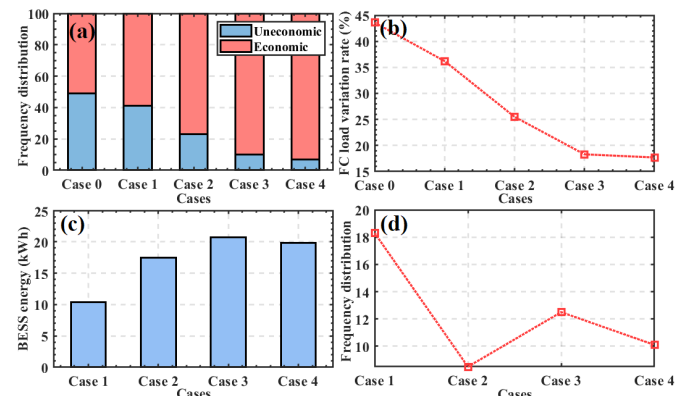 (a)
Uneconomic
Economic
Frequency distribution
100
80
60
40
20
0
Case 0 Case 1 Case 2 Case 3 Case 4
Cases
(b)
FC load variation rate (%)
45
40
35
30
25
20
15
Case 0 Case 1 Case 2 Case 3 Case 4
Cases
(c)
BESS energy (kWh)
25
20
15
10
5
0
Case 1 Case 2 Case 3 Case 4
Cases
(d)
Frequency distribution
20
18
16
14
12
10
Case 1 Case 2 Case 3 Case 4
Cases